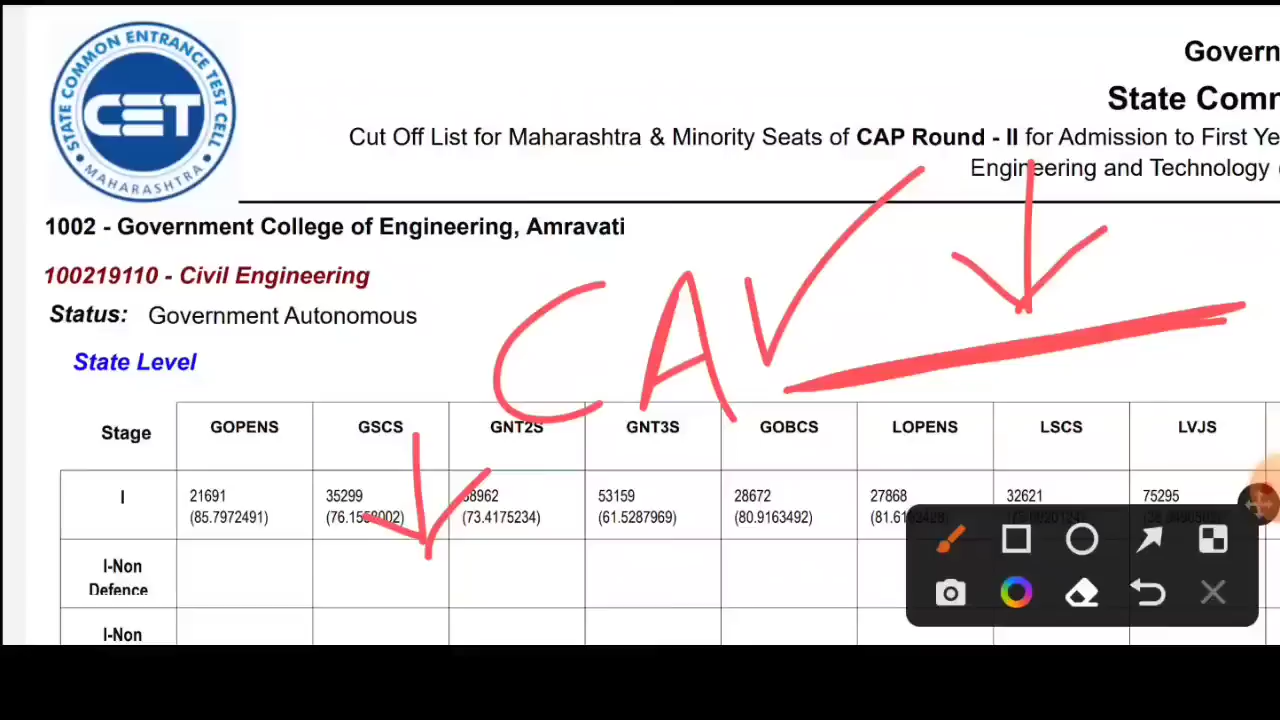 STATE COMMON ENTRANCE TEST CELL
CET
MAHARASHTRA
Govern
State Comm
Cut Off List for Maharashtra & Minority Seats of CAP Round - II for Admission to First Ye
Engineering and Technology
1002 - Government College of Engineering, Amravati
100219110 - Civil Engineering
Status: Government Autonomous
CA
State Level
Stage GOPENS GSCS GNT2S GNT3S GOBCS LOPENS LSCS LVJS
I 21691 35299 38962 53159 28672 27868 32621 75295
(85.7972491) (73.4175234) (61.5287969) (80.9163492)
I-Non
Defence
I-Non